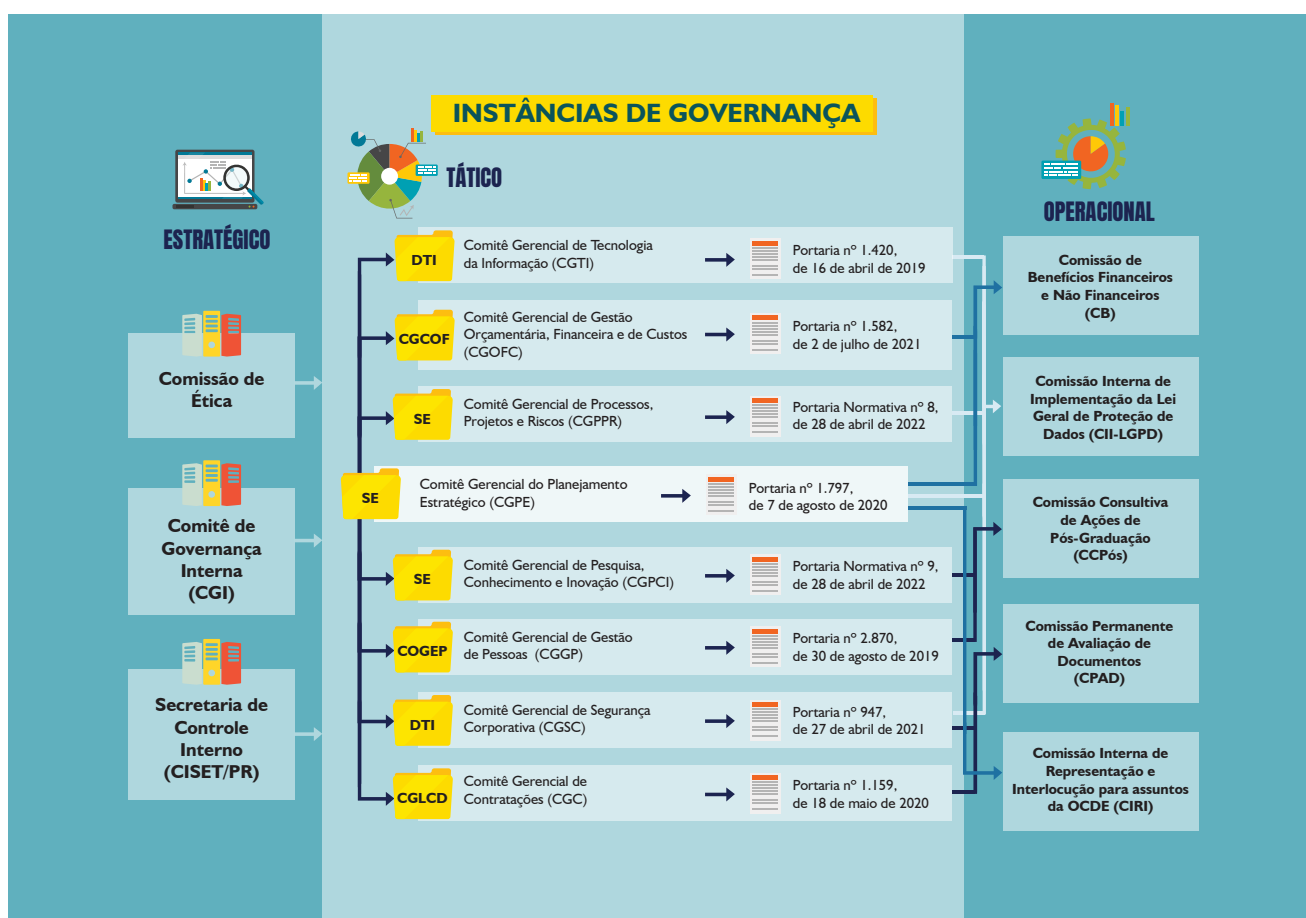 INSTÂNCIAS DE GOVERNANÇA
ESTRATÉGICO
Comissão de
Ética
Comitê de
Governança
Interna
(CGI)
Secretaria de
Controle
Interno
(CISET/PR)
TÁTICO
DTI
Comitê Gerencial de Tecnologia
da Informação (CGTI)
Portaria nº 1.420,
de 16 de abril de 2019
CGCOF
Comitê Gerencial de Gestão
Orçamentária, Financeira e de Custos
(CGOFC)
Portaria nº 1.582,
de 2 de julho de 2021
SE
Comitê Gerencial de Processos,
Projetos e Riscos (CGPPR)
Portaria Normativa nº 8,
de 28 de abril de 2022
SE
Comitê Gerencial do Planejamento
Estratégico (CGPE)
Portaria nº 1.797,
de 7 de agosto de 2020
SE
Comitê Gerencial de Pesquisa,
Conhecimento e Inovação (CGPCI)
Portaria Normativa nº 9,
de 28 de abril de 2022
COGEP
Comitê Gerencial de Gestão
de Pessoas (CGGP)
Portaria nº 2.870,
de 30 de agosto de 2019
DTI
Comitê Gerencial de Segurança
Corporativa (CGSC)
Portaria nº 947,
de 27 de abril de 2021
CGLCD
Comitê Gerencial de
Contratações (CGC)
Portaria nº 1.159,
de 18 de maio de 2020
OPERACIONAL
Comissão de
Benefícios Financeiros
e Não Financeiros
(CB)
Comissão Interna de
Implementação da Lei
Geral de Proteção de
Dados (CII-LGPD)
Comissão Consultiva
de Ações de
Pós-Graduação
(CCPós)
Comissão Permanente
de Avaliação de
Documentos
(CPAD)
Comissão Interna de
Representação e
Interlocução para assuntos
da OCDE (CIRI)